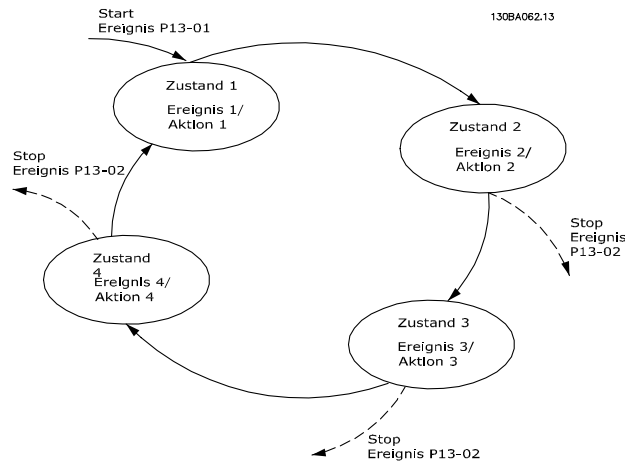 Start
Ereignis P13-01
130BA062.13
Zustand 1
Ereignis 1/
Aktion 1
Zustand 2
Ereignis 2/
Aktion 2
Stop
Ereignis P13-02
Stop
Ereignis
P13-02
Zustand
4
Ereignis 4/
Aktion 4
Zustand 3
Ereignis 3/
Aktion 3
Stop
Ereignis P13-02